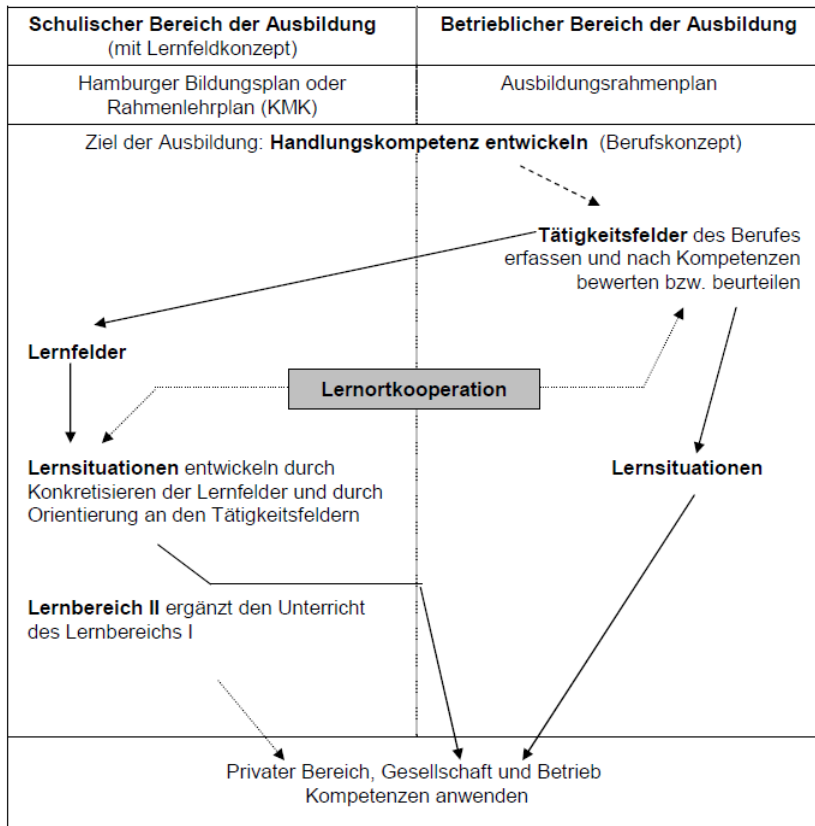 Schulischer Bereich der Ausbildung
(mit Lernfeldkonzept)
Betrieblicher Bereich der Ausbildung
Hamburger Bildungsplan oder
Rahmenlehrplan (KMK)
Ausbildungsrahmenplan
Ziel der Ausbildung: Handlungskompetenz entwickeln (Berufskonzept)
Tätigkeitsfelder des Berufes
erfassen und nach Kompetenzen
bewerten bzw. beurteilen
Lernfelder
Lernortkooperation
Lernsituationen entwickeln durch
Konkretisieren der Lernfelder und durch
Orientierung an den Tätigkeitsfeldern
Lernsituationen
Lernbereich II ergänzt den Unterricht
des Lernbereichs I
Privater Bereich, Gesellschaft und Betrieb
Kompetenzen anwenden